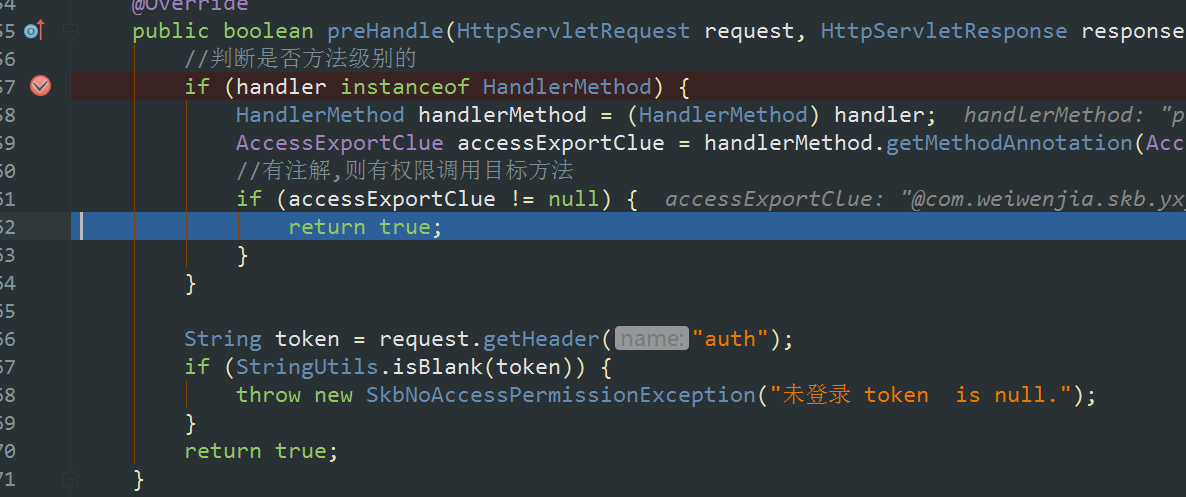 54 @Override
55 public boolean preHandle(HttpServletRequest request, HttpServletResponse response
56 //判断是否方法级别的
57 if (handler instanceof HandlerMethod) {
58 HandlerMethod handlerMethod = (HandlerMethod) handler; handlerMethod: "p
59 AccessExportClue accessExportClue = handlerMethod.getMethodAnnotation(Acc
60 //有注解,则有权限调用目标方法
61 if (accessExportClue != null) { accessExportClue: "@com.weiwenjia.skb.yx
62 return true;
63 }
64 }
65
66 String token = request.getHeader( name: "auth");
67 if (StringUtils.isBlank(token)) {
68 throw new SkbNoAccessPermissionException("未登录 token  is null.");
69 }
70 return true;
71 }